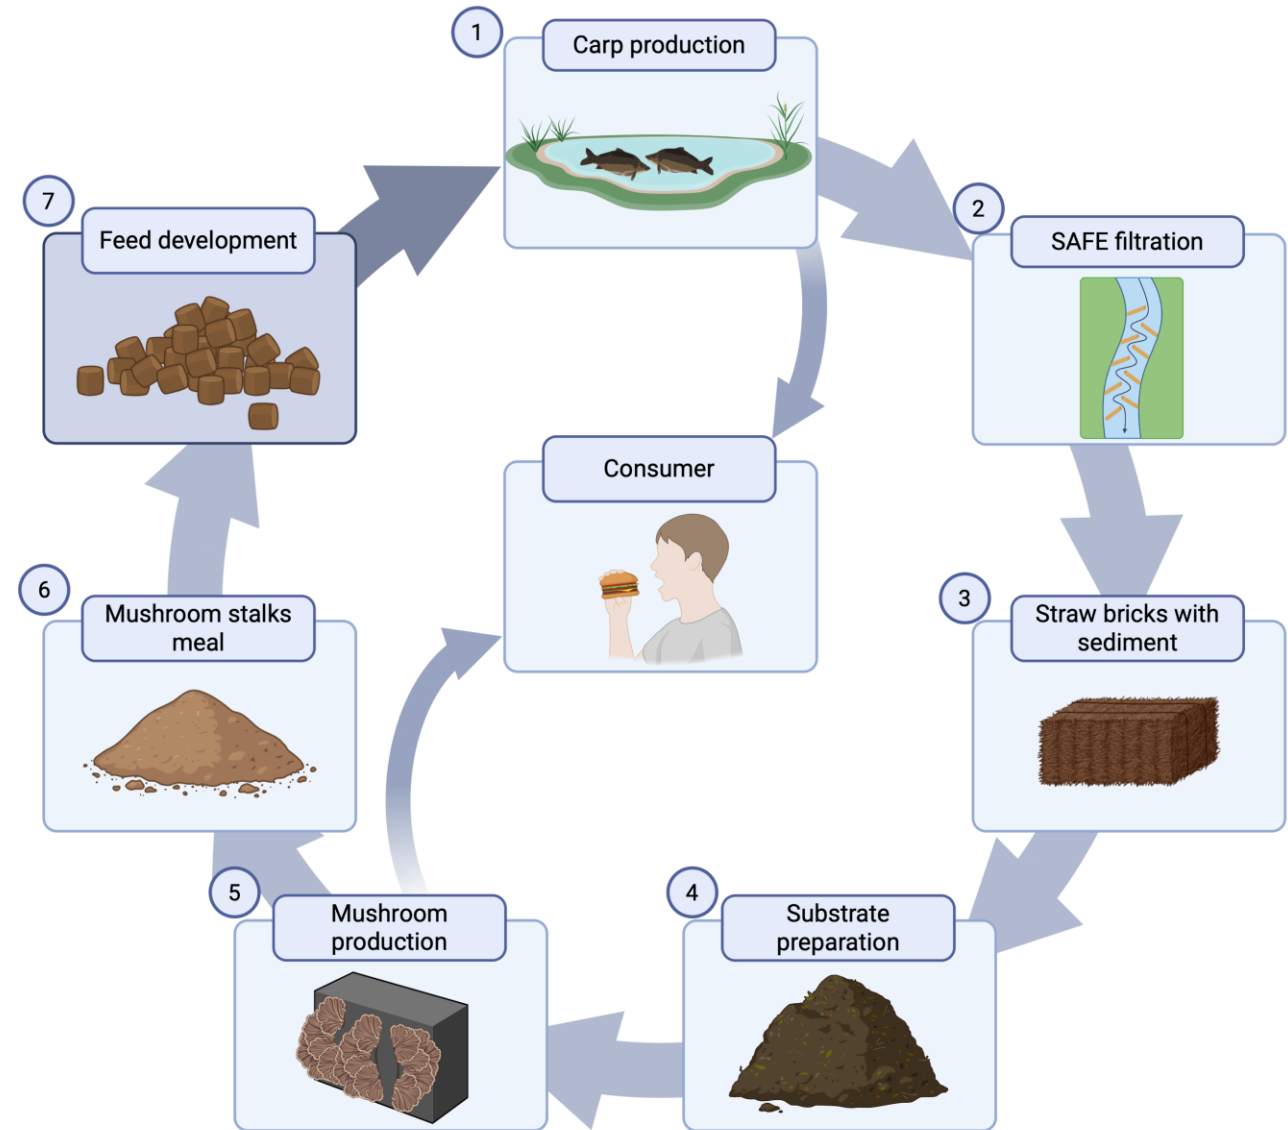 1
Carp production
2
SAFE filtration
3
Straw bricks with
sediment
4
Substrate
preparation
5
Mushroom
production
6
Mushroom stalks
meal
7
Feed development
Consumer